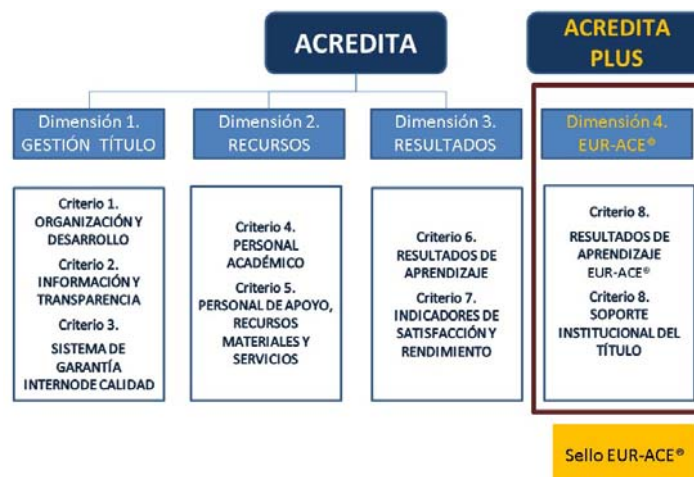 ACREDITA
ACREDITA
PLUS
Dimensión 1.
GESTIÓN TÍTULO
Dimensión 2.
RECURSOS
Dimensión 3.
RESULTADOS
Dimensión 4.
EUR-ACE®
Criterio 1.
ORGANIZACIÓN Y
DESARROLLO
Criterio 2.
INFORMACIÓN Y
TRANSPARENCIA
Criterio 3.
SISTEMA DE
GARANTÍA
INTERNODE CALIDAD
Criterio 4.
PERSONAL
ACADÉMICO
Criterio 5.
PERSONAL DE APOYO,
RECURSOS
MATERIALES Y
SERVICIOS
Criterio 6.
RESULTADOS DE
APRENDIZAJE
Criterio 7.
INDICADORES DE
SATISFACCIÓN Y
RENDIMIENTO
Criterio 8.
RESULTADOS DE
APRENDIZAJE
EUR-ACE®
Criterio 8.
SOPORTE
INSTITUCIONAL DEL
TÍTULO
Sello EUR-ACE®